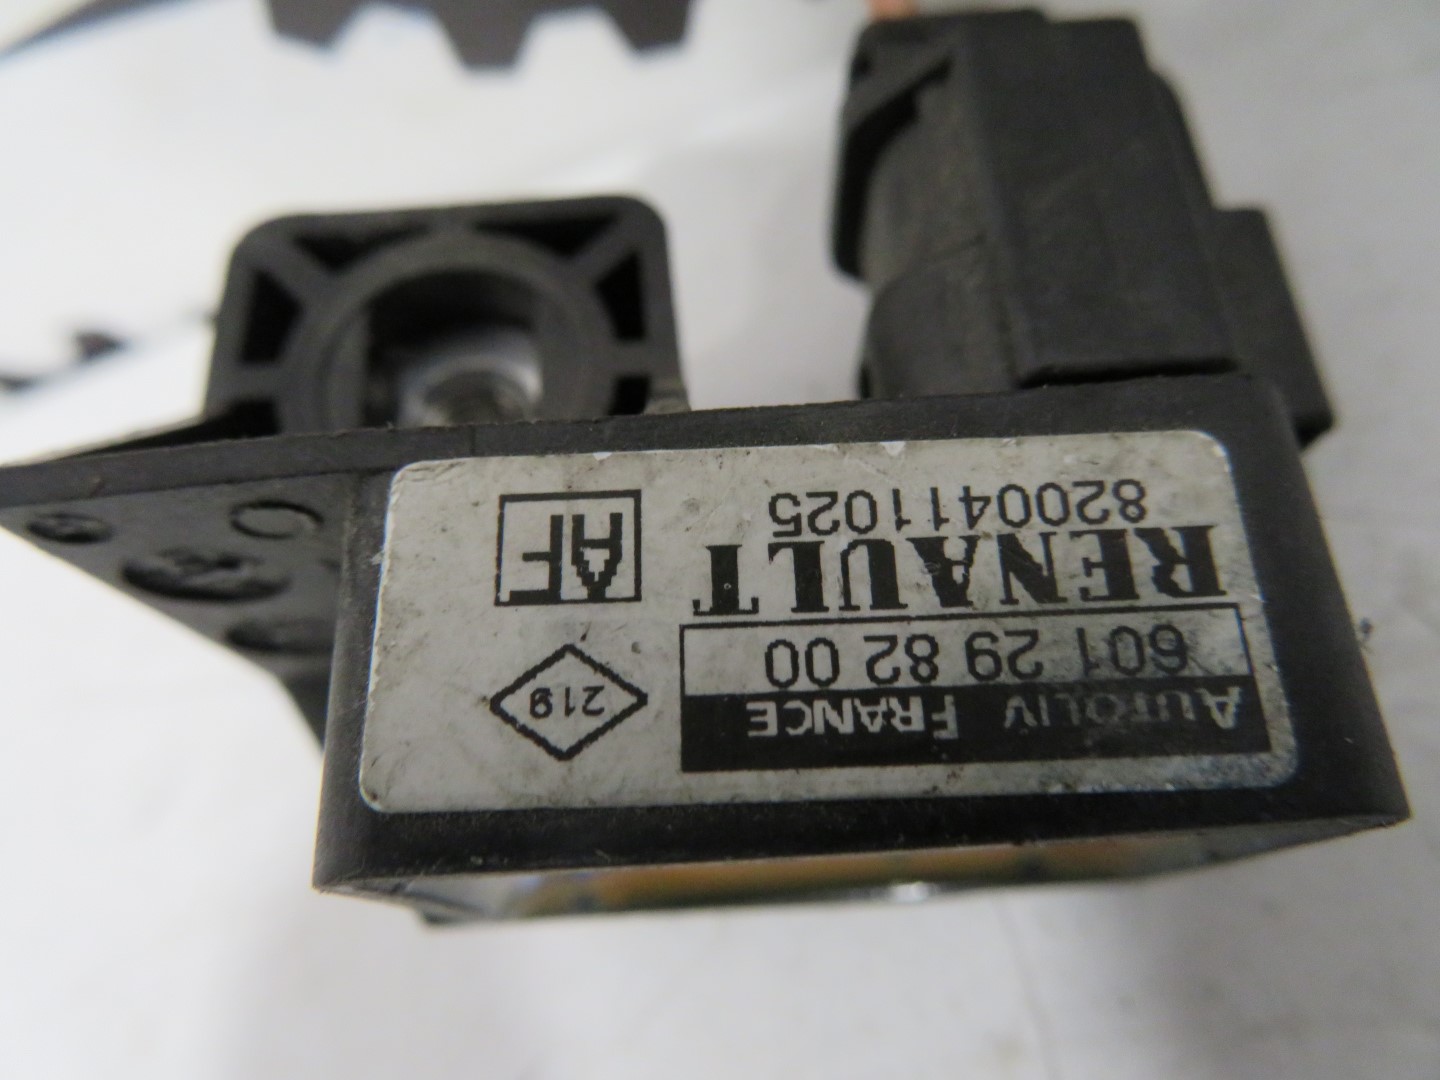 AUTOLIV FRANCE
601 29 82 00
RENAULT
8200411025
219
AF